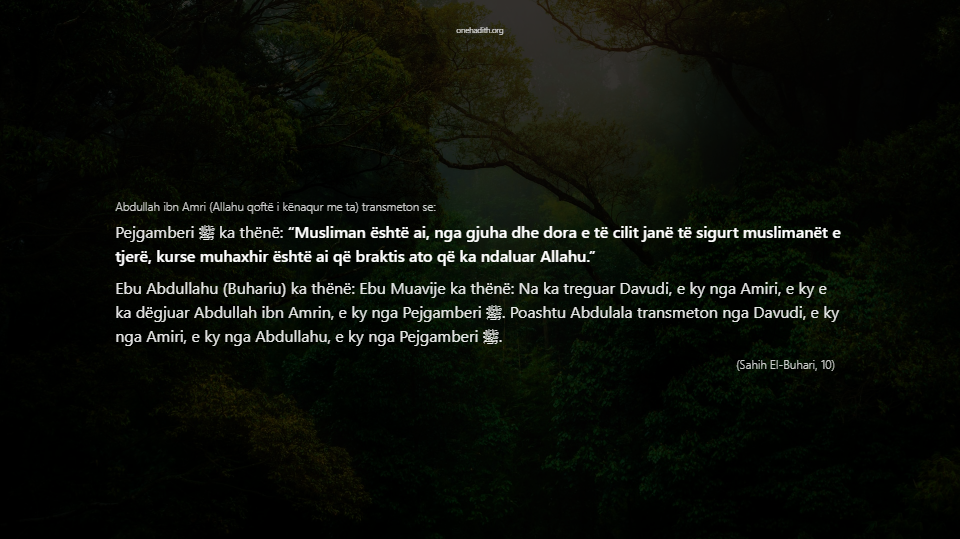 onehadith.org
Abdullah ibn Amri (Allahu qoftë i kënaqur me ta) transmeton se:
Pejgamberi ﷺ ka thënë: “Musliman është ai, nga gjuha dhe dora e të cilit janë të sigurt muslimanët e
tjerë, kurse muhaxhir është ai që braktis ato që ka ndaluar Allahu.”
Ebu Abdullahu (Buhariu) ka thënë: Ebu Muavije ka thënë: Na ka treguar Davudi, e ky nga Amiri, e ky e
ka dëgjuar Abdullah ibn Amrin, e ky nga Pejgamberi ﷺ. Poashtu Abdulala transmeton nga Davudi, e ky
nga Amiri, e ky nga Abdullahu, e ky nga Pejgamberi ﷺ.
(Sahih El-Buhari, 10)